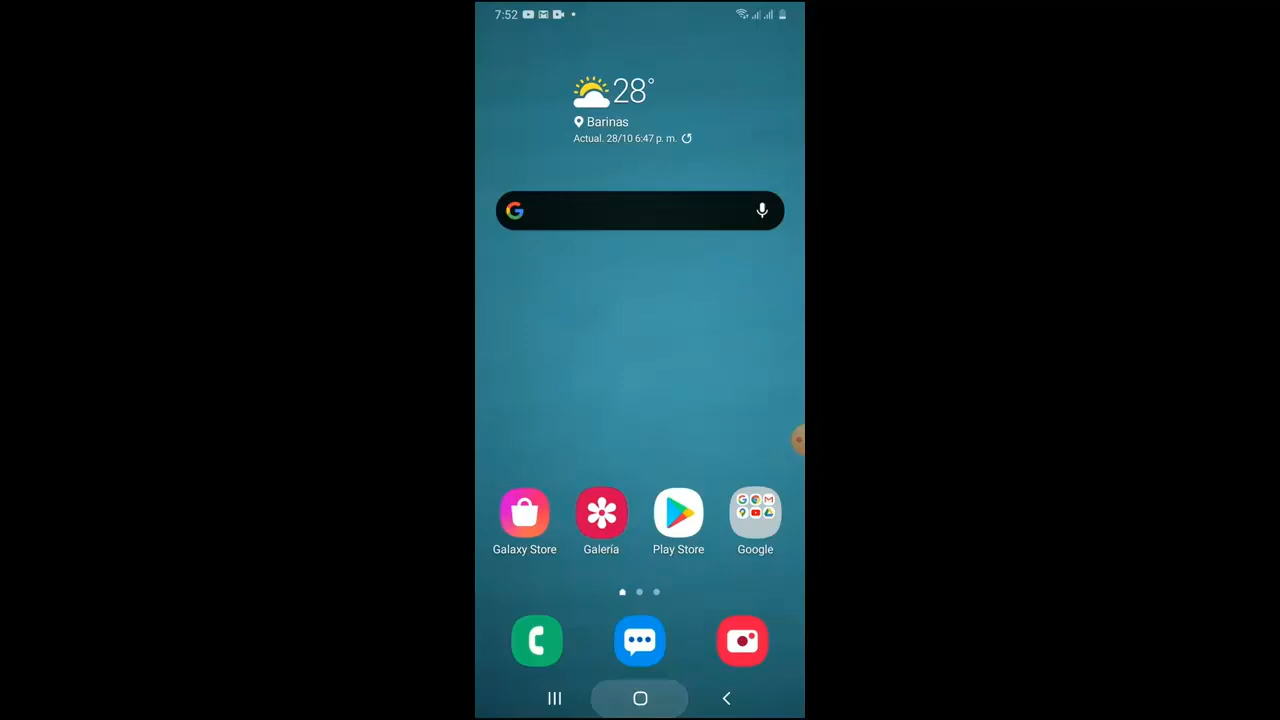 7:52
28°
Barinas
Actual. 28/10 6:47 p. m.
Galaxy Store
Galería
Play Store
Google